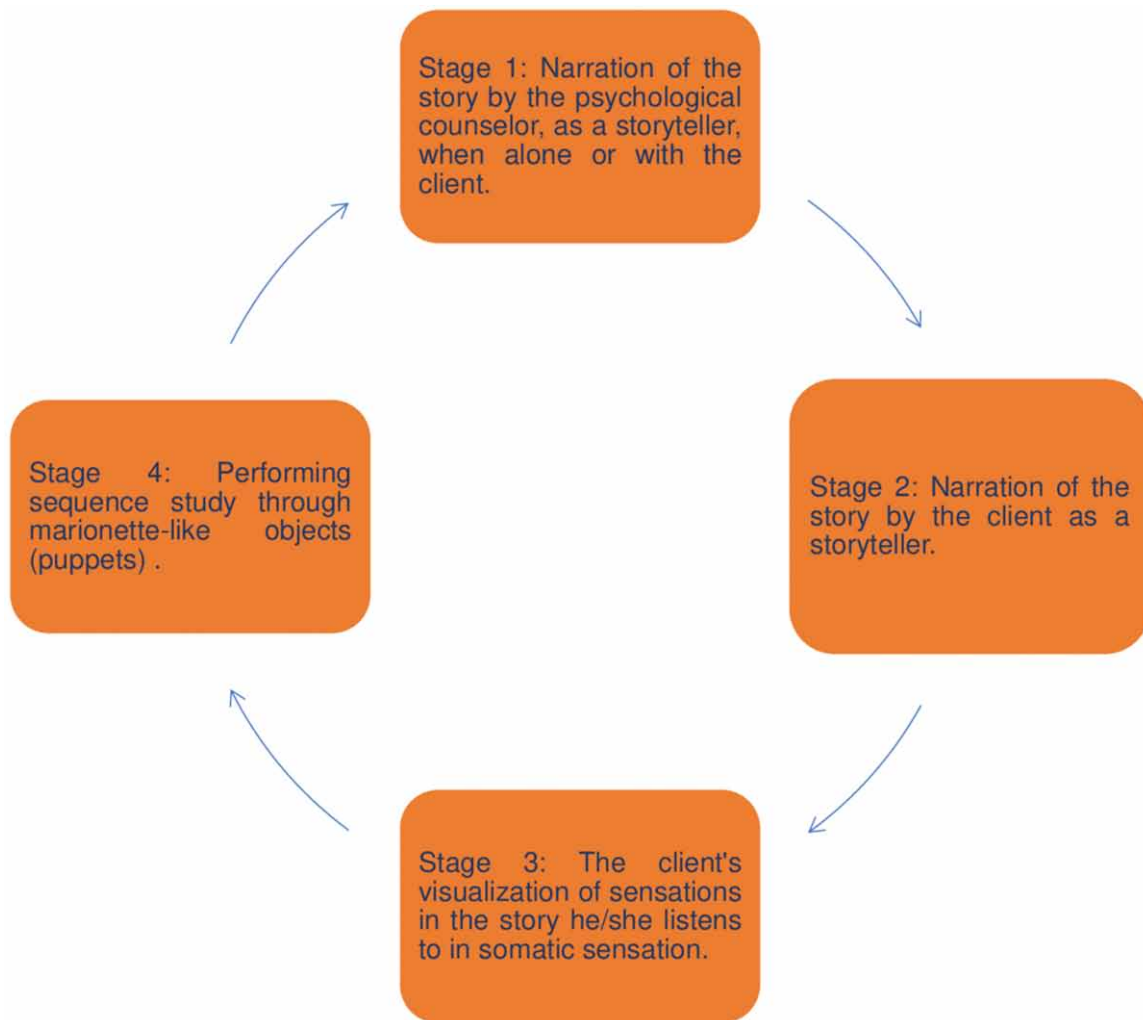 Stage 1: Narration of the
story by the psychological
counselor, as a storyteller,
when alone or with the
client.
Stage 2: Narration of the
story by the client as a
storyteller.
Stage 3: The client's
visualization of sensations
in the story he/she listens
to in somatic sensation.
Stage 4: Performing
sequence study through
marionette-like objects
(puppets) .